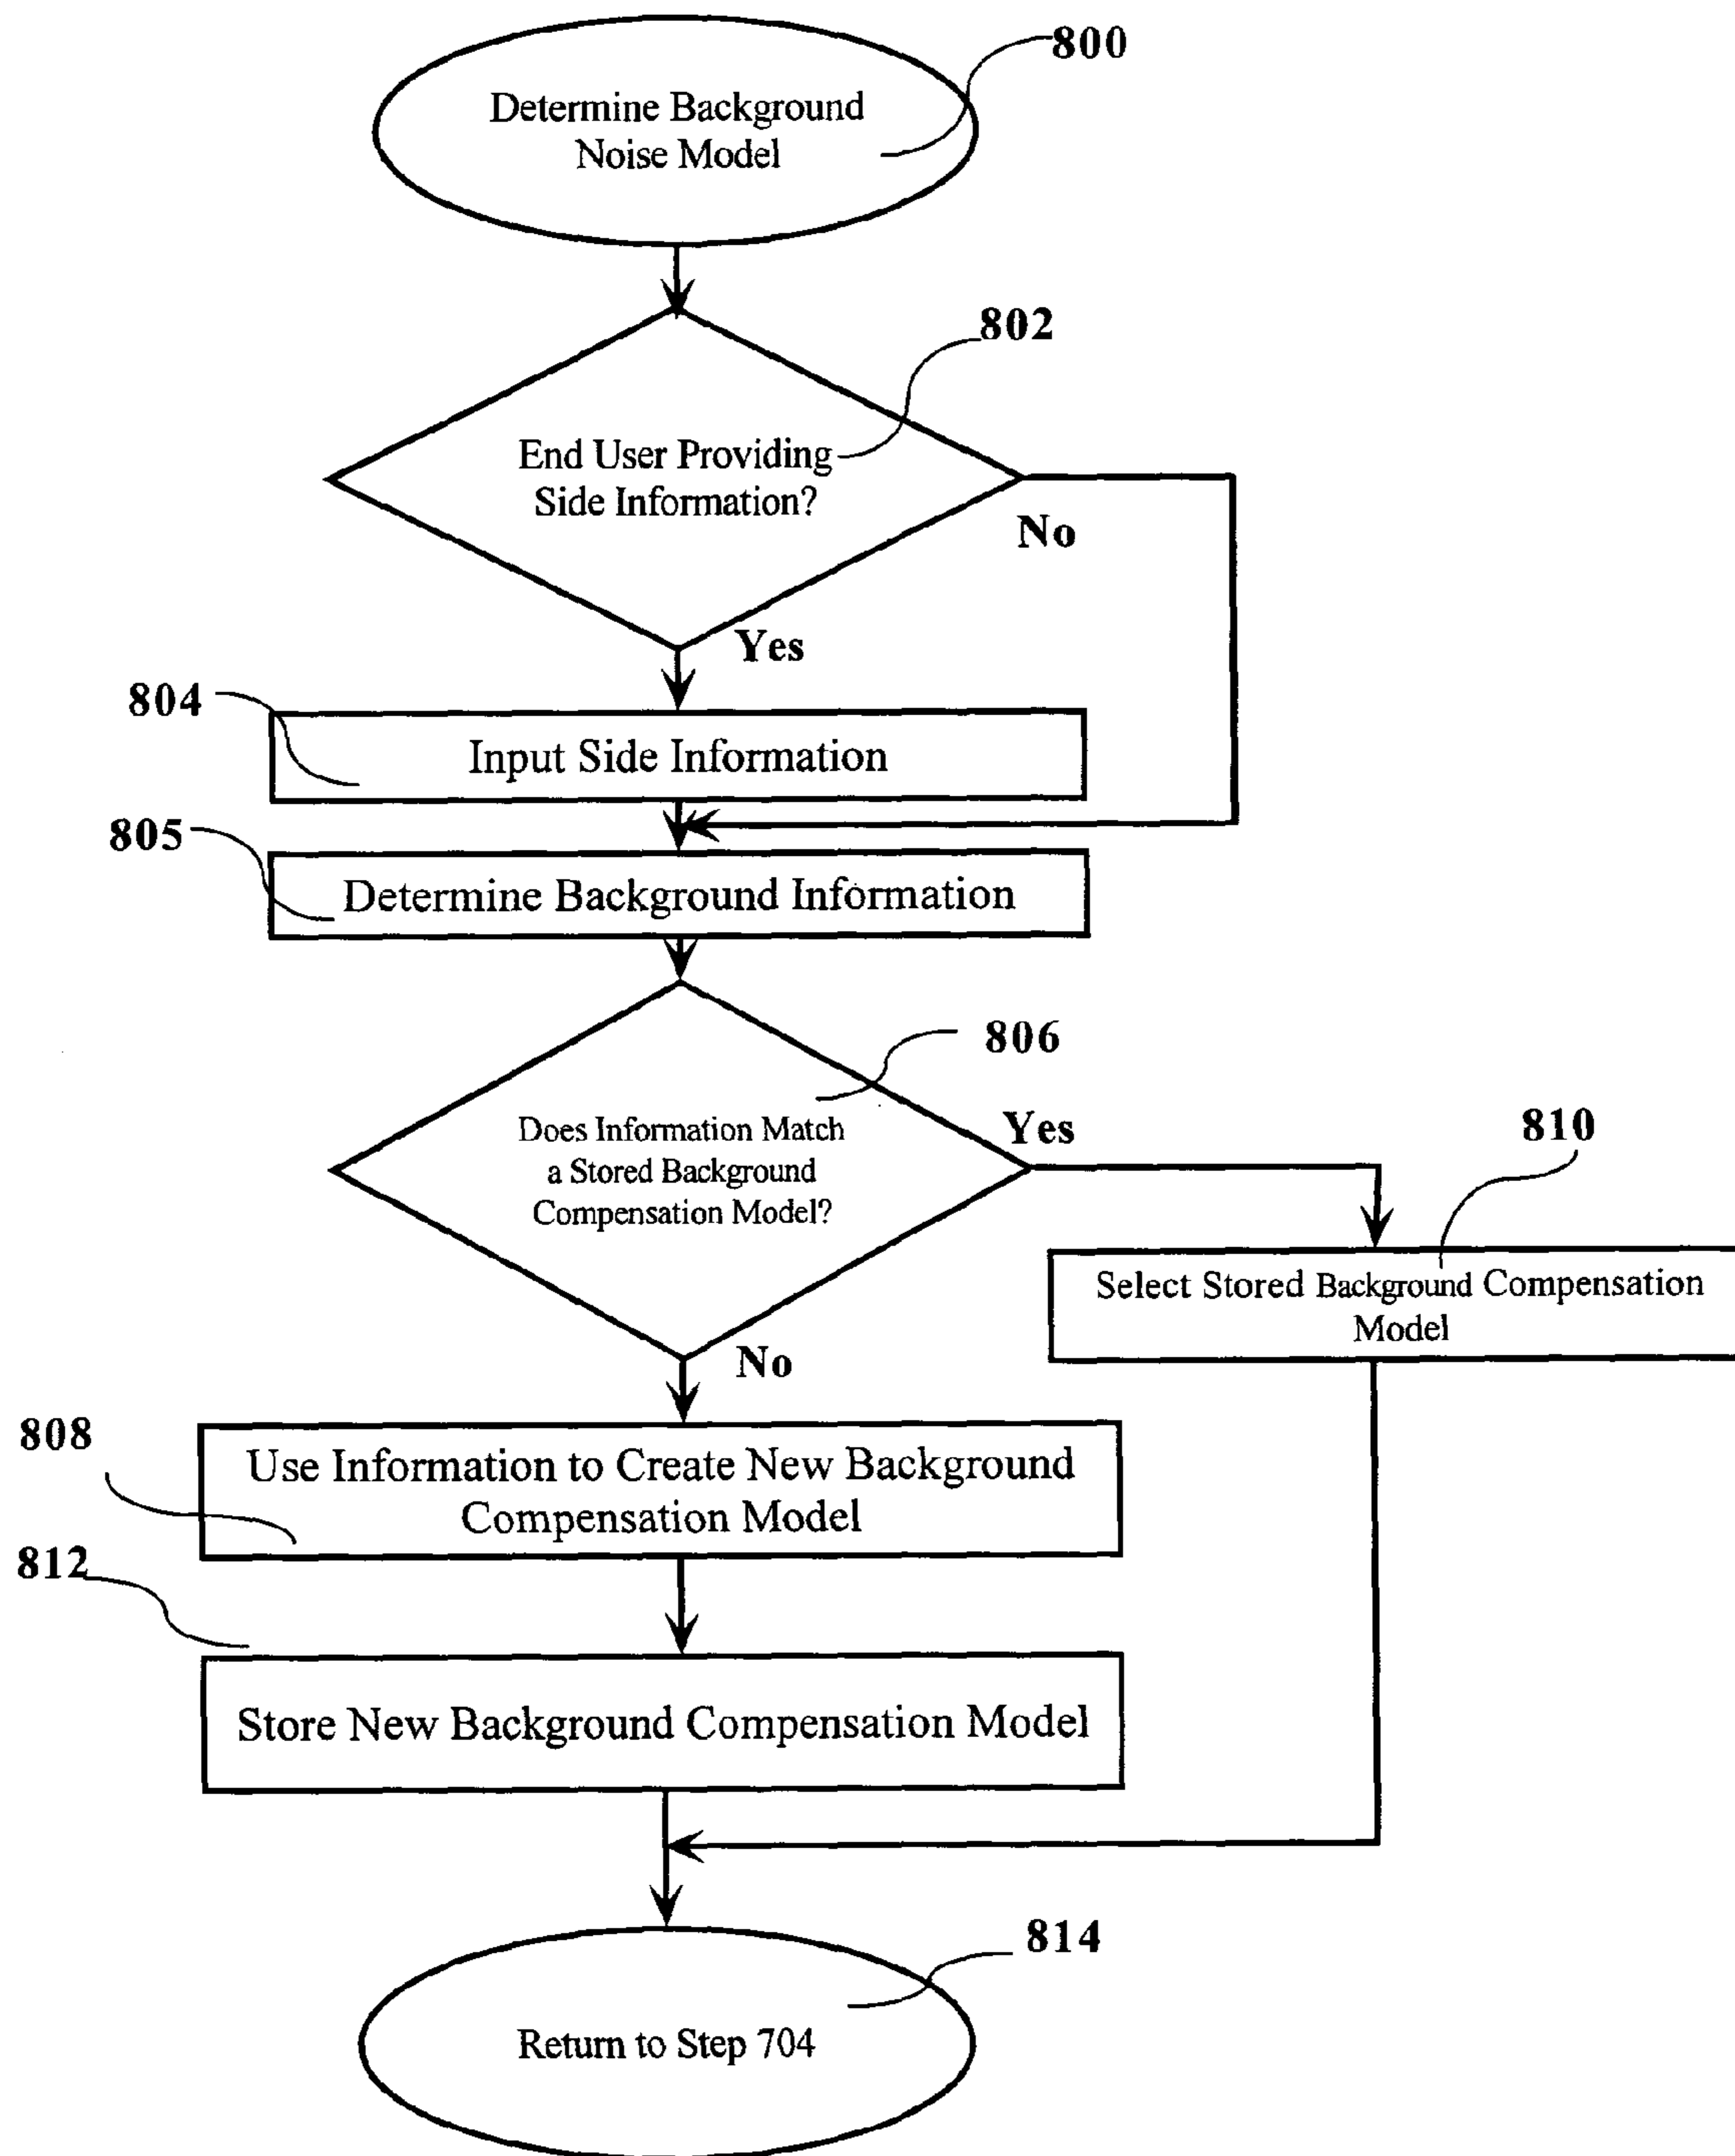 800
Determine Background
Noise Model
802
End User Providing
Side Information?
No
Yes
804
Input Side Information
805
Determine Background Information
806
Does Information Match
a Stored Background
Compensation Model?
Yes
810
Select Stored Background Compensation
Model
No
808
Use Information to Create New Background
Compensation Model
812
Store New Background Compensation Model
814
Return to Step 704